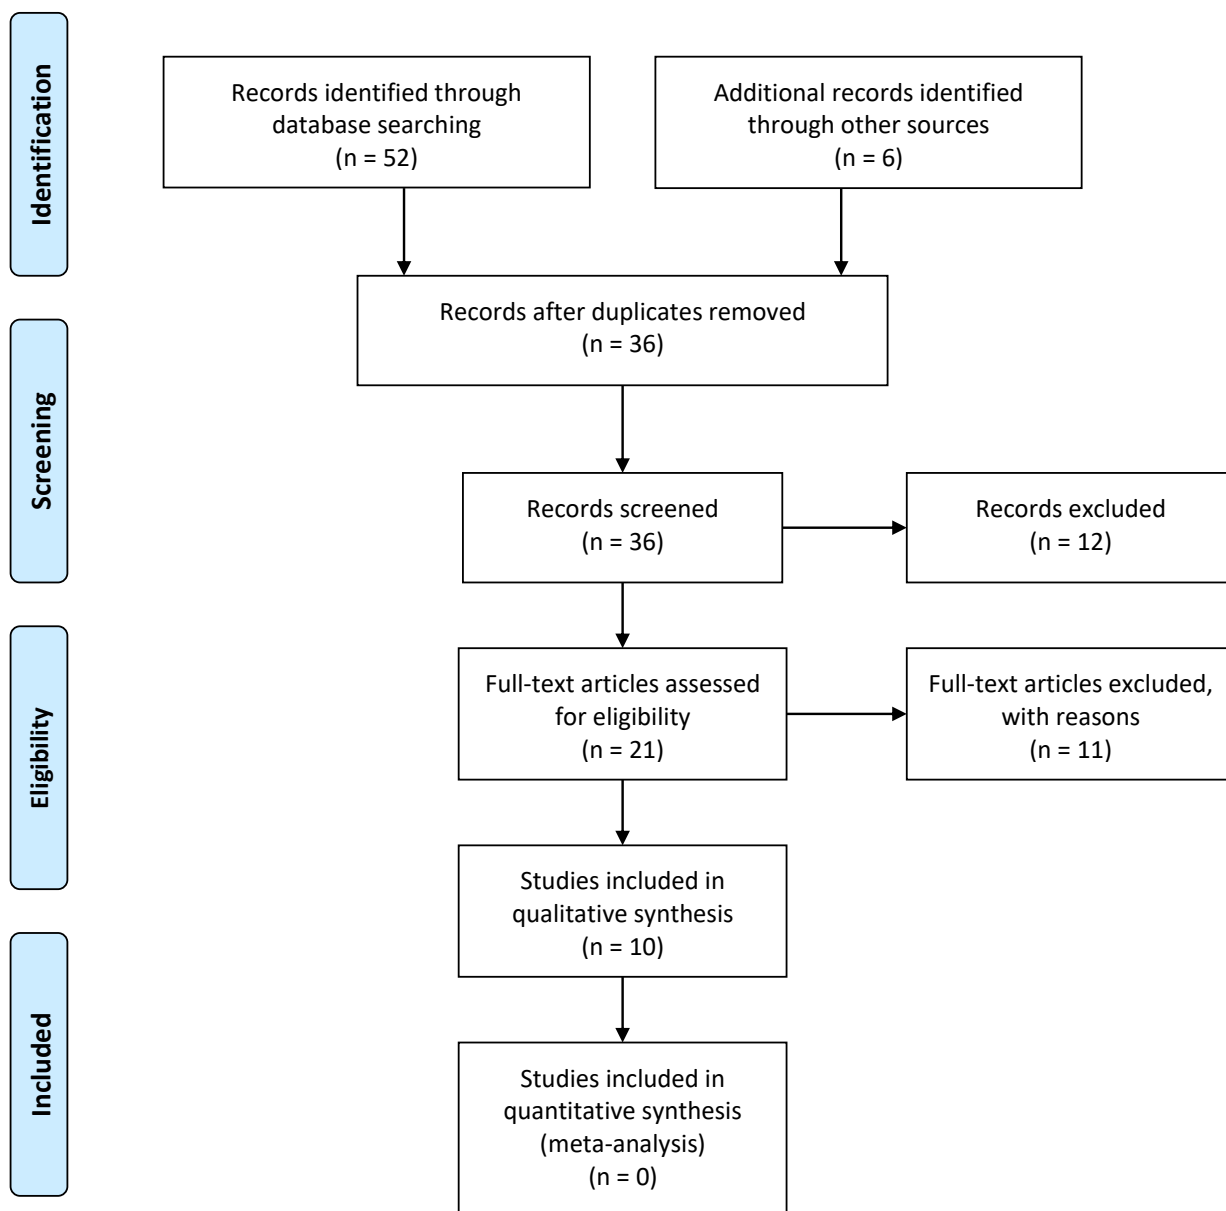 Identification
Records identified through
database searching
(n = 52)
Additional records identified
through other sources
(n = 6)
Records after duplicates removed
(n = 36)
Screening
Records screened
(n = 36)
Records excluded
(n = 12)
Eligibility
Full-text articles assessed
for eligibility
(n = 21)
Full-text articles excluded,
with reasons
(n = 11)
Studies included in
qualitative synthesis
(n = 10)
Included
Studies included in
quantitative synthesis
(meta-analysis)
(n = 0)